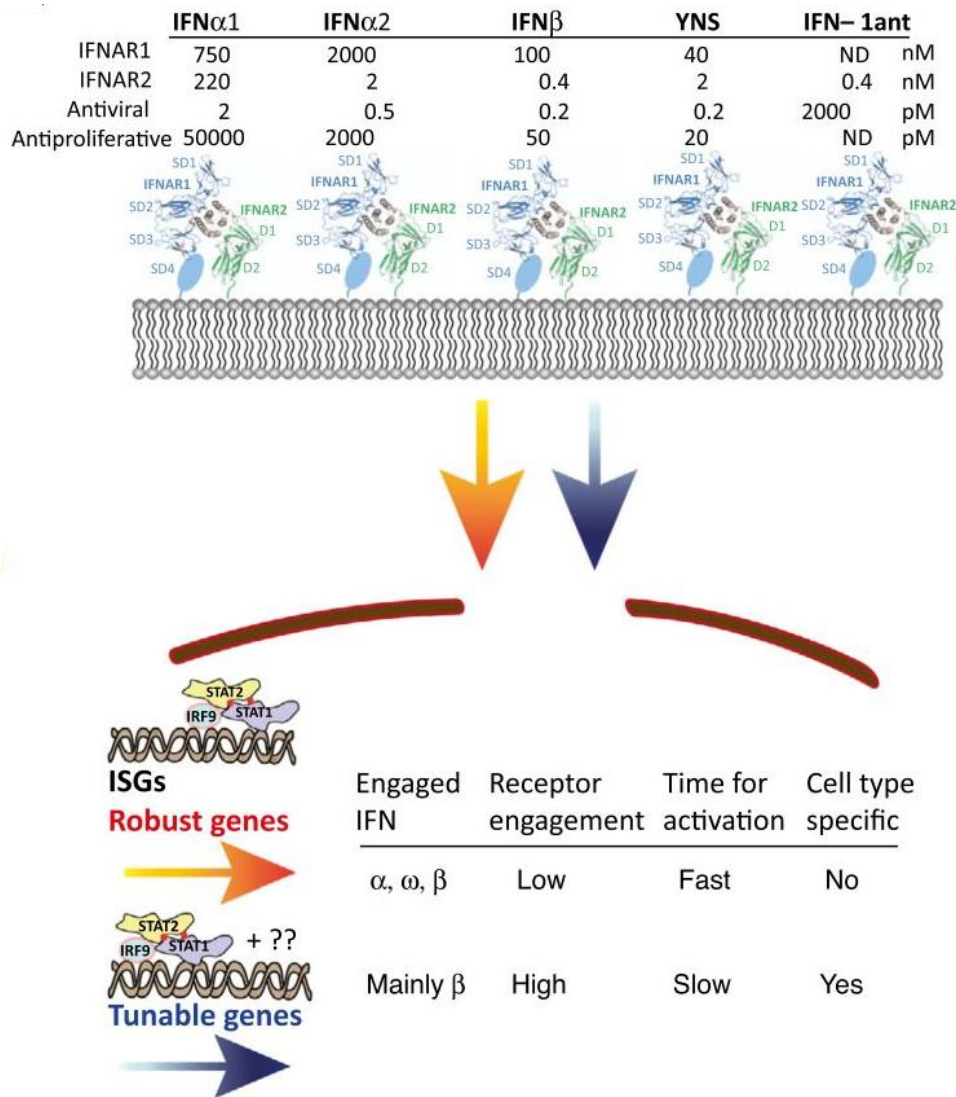 IFNα1 IFNα2 IFNβ YNS IFN–1ant
IFNAR1 750 2000 100 40 ND nM
IFNAR2 220 2 0.4 2 0.4 nM
Antiviral 2 0.5 0.2 0.2 2000 pM
Antiproliferative 50000 2000 50 20 ND pM
SD1 SD1 SD1 SD1 SD1
IFNAR1 IFNAR1 IFNAR1 IFNAR1 IFNAR1
SD2 IFNAR2 SD2 IFNAR2 SD2 IFNAR2 SD2 IFNAR2 SD2 IFNAR2
SD3 D1 SD3 D1 SD3 D1 SD3 D1 SD3 D1
SD4 D2 SD4 D2 SD4 D2 SD4 D2 SD4 D2
STAT2
IRF9 STAT1
ISGs
Robust genes
Engaged IFN Receptor engagement Time for activation Cell type specific
α, ω, β Low Fast No
STAT2
IRF9 STAT1 + ??
Mainly β High Slow Yes
Tunable genes